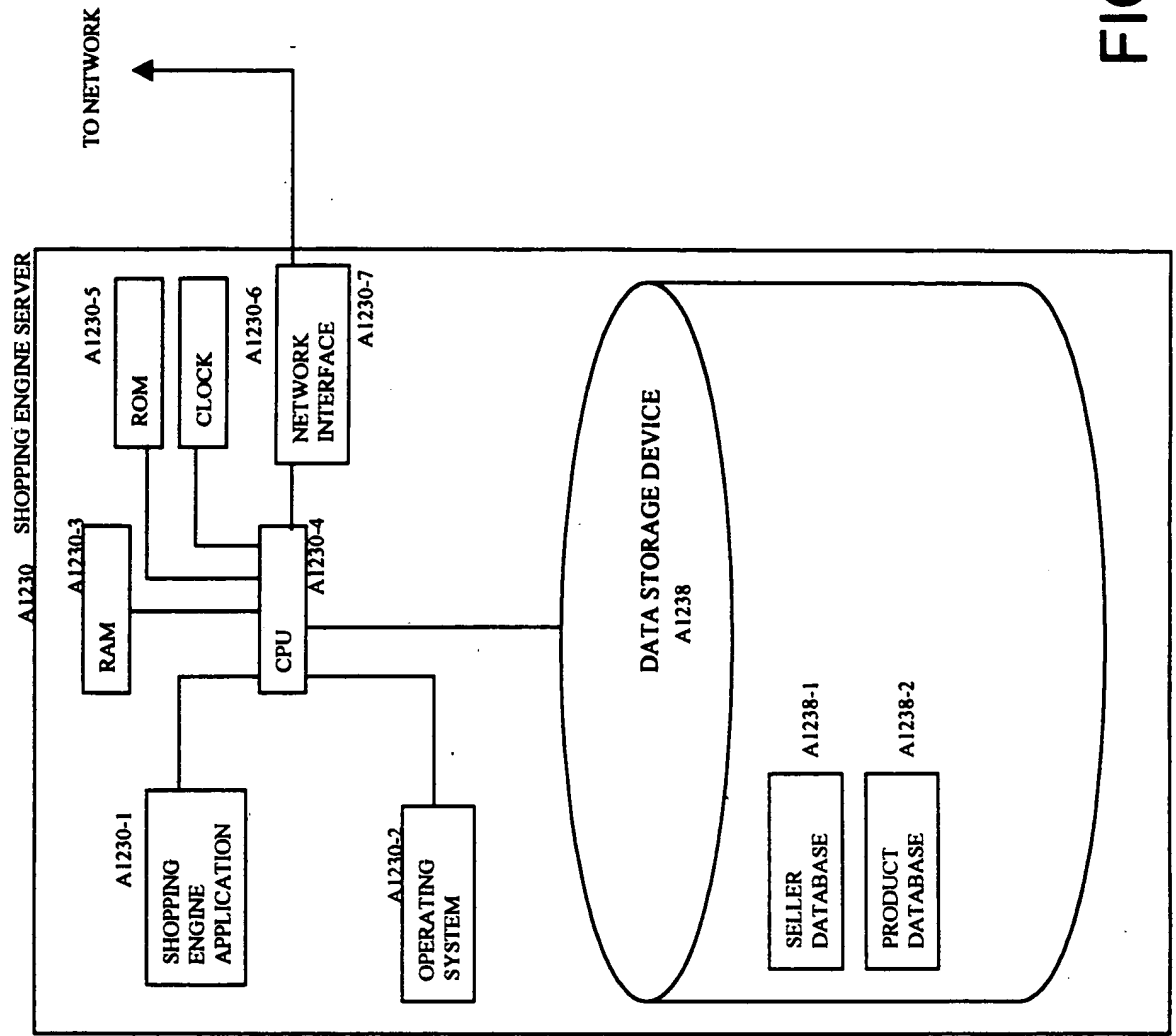 A1230 SHOPPING ENGINE SERVER
TO NETWORK
A1230-1
SHOPPING
ENGINE
APPLICATION
A1230-3
RAM
A1230-5
ROM
CLOCK
A1230-6
A1230-2
OPERATING
SYSTEM
CPU
A1230-4
NETWORK
INTERFACE
A1230-7
DATA STORAGE DEVICE
A1238
SELLER
DATABASE
A1238-1
PRODUCT
DATABASE
A1238-2